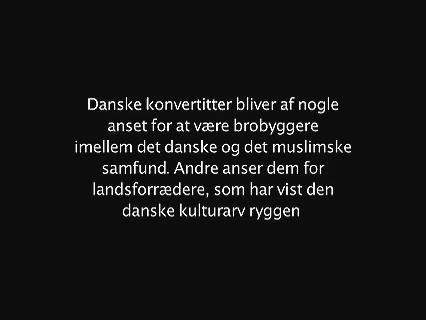 Danske konvertitter bliver af nogle
anset for at være brobyggere
imellem det danske og det muslimske
samfund. Andre anser dem for
landsforrædere, som har vist den
danske kulturarv ryggen